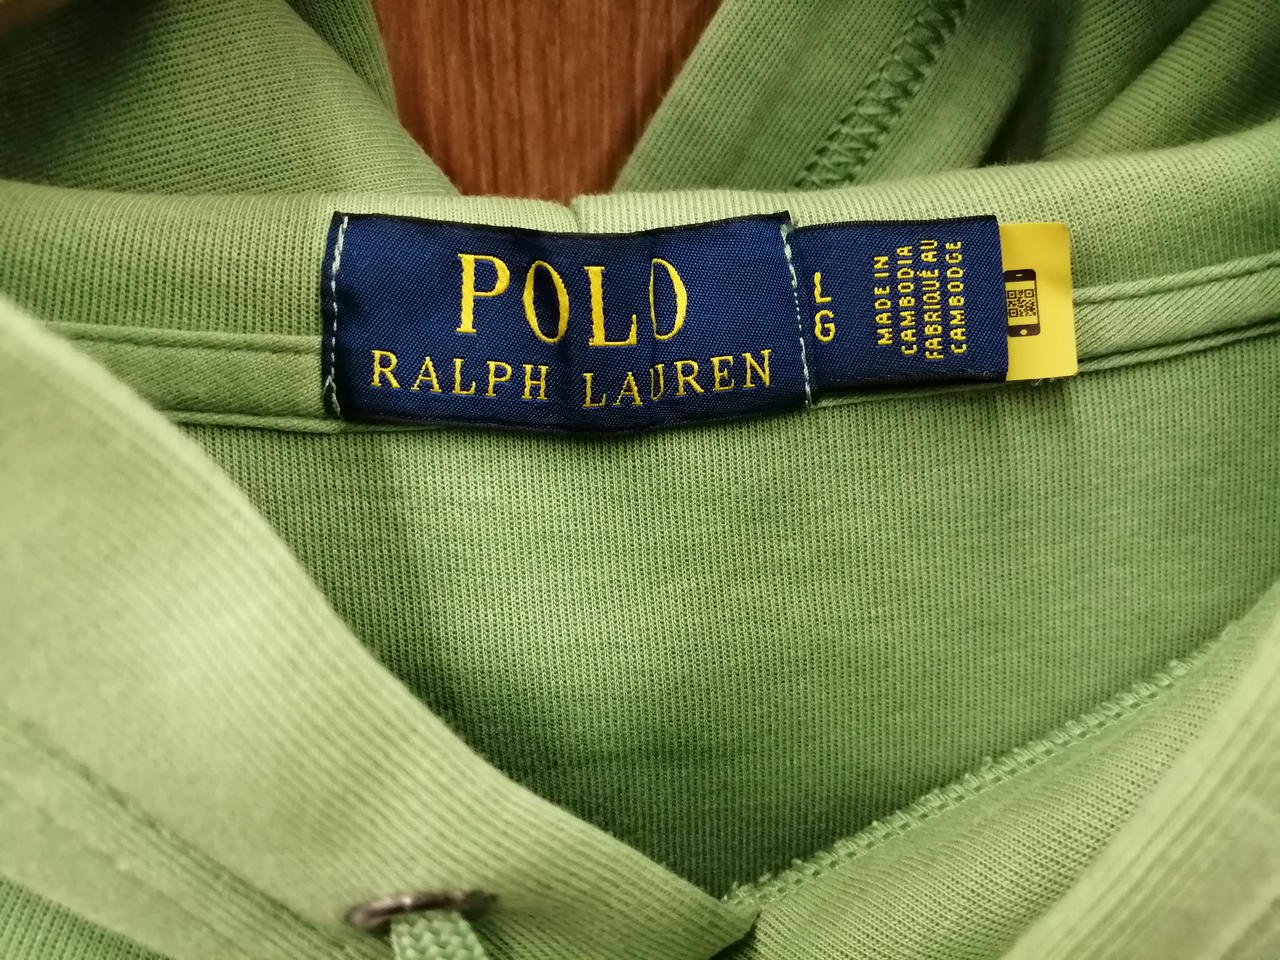 POLO
RALPH LAUREN
L
G
MADE IN
CAMBODIA
FABRIQUÉ AU
CAMBODGE